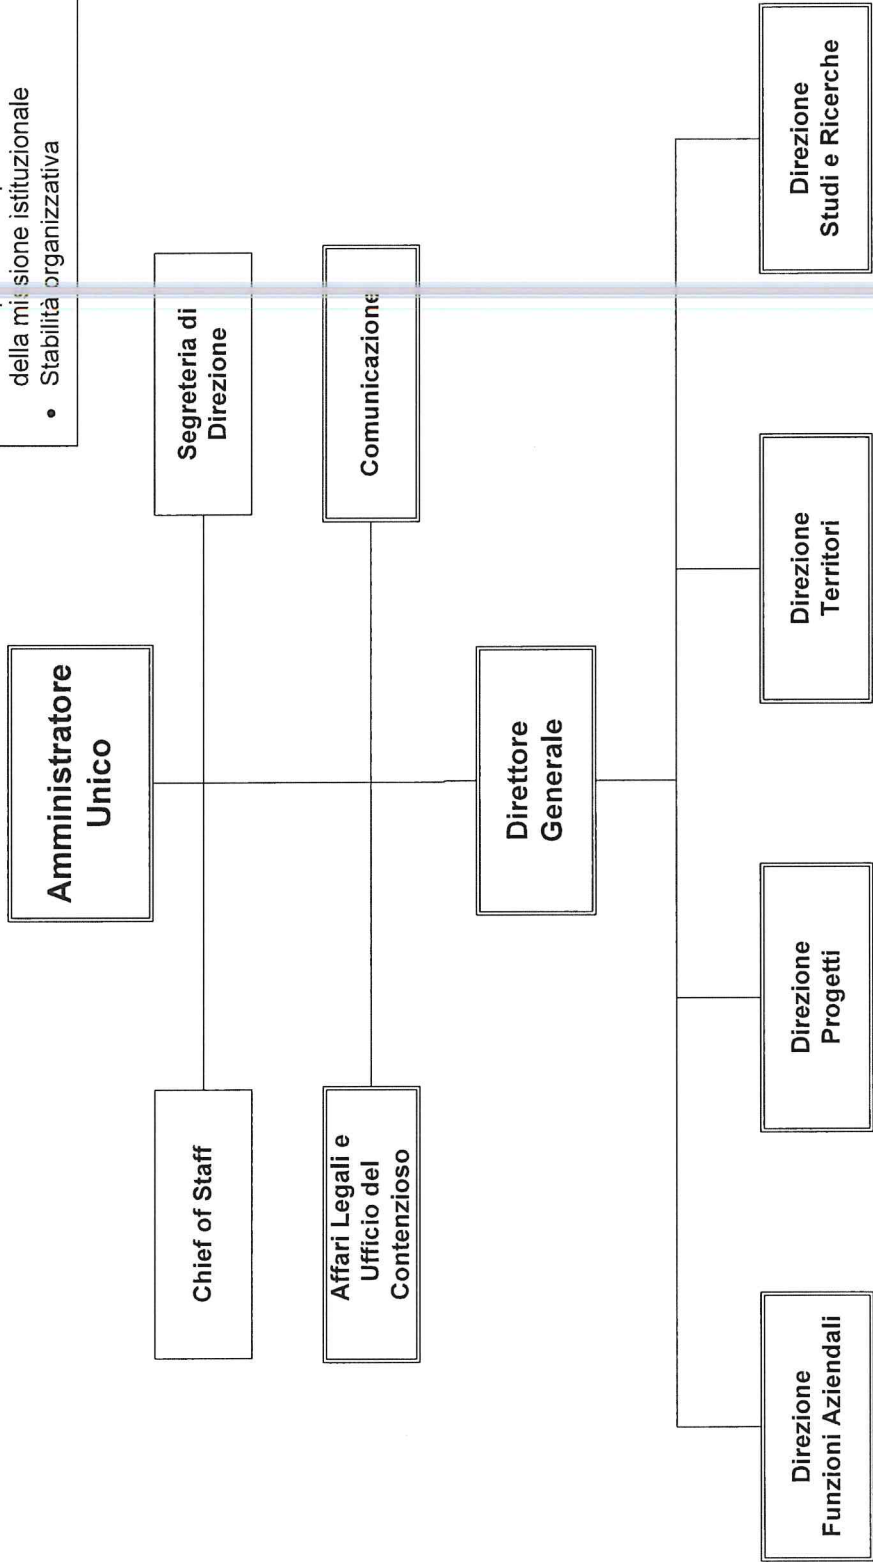 della missione istituzionale
• Stabilità organizzativa
Amministratore
Unico
Chief of Staff
Segreteria di
Direzione
Affari Legali e
Ufficio del
Contenzioso
Comunicazione
Direttore
Generale
Direzione
Funzioni Aziendali
Direzione
Progetti
Direzione
Territori
Direzione
Studi e Ricerche